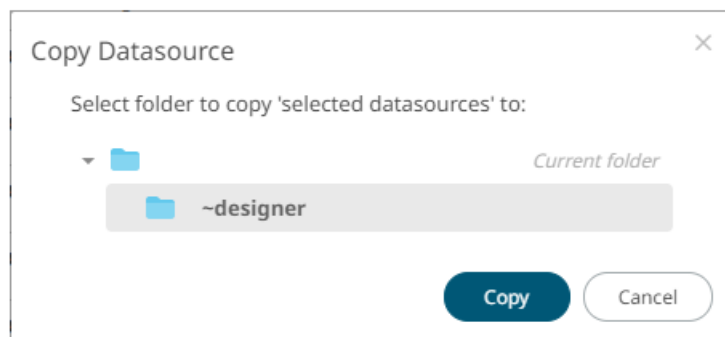 Copy Datasource
Select folder to copy 'selected datasources' to:
Current folder
~designer
Copy
Cancel